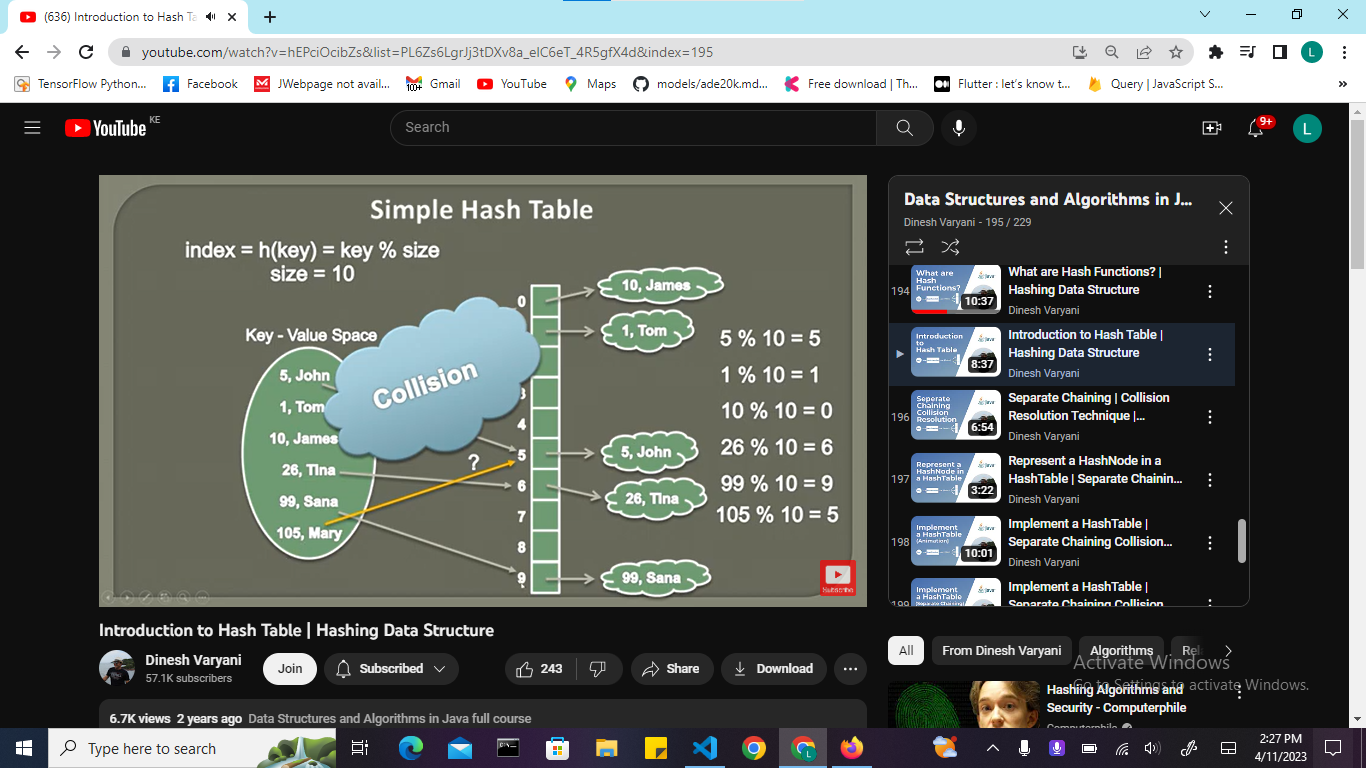 (636) Introduction to Hash Ta
youtube.com/watch?v=hEPciOcibZs&list=PL6Zs6LgrJj3tDXv8a_elC6eT_4R5gfX4d&index=195
L
TensorFlow Python... Facebook JWebpage not avail... 100+ Gmail YouTube Maps models/ade20k.md... Free download | Th... Flutter : let's know t... Query | JavaScript S... »
YouTube KE
Search
9+
L
Simple Hash Table
index = h(key) = key % size
size = 10
Key - Value Space
5, John
1, Tom
10, James
26, Tina
99, Sana
105, Mary
Collision
?
0
3
4
5
6
7
8
9
10, James
1, Tom
5, John
26, Tina
99, Sana
5 % 10 = 5
1 % 10 = 1
10 % 10 = 0
26 % 10 = 6
99 % 10 = 9
105 % 10 = 5
Subscribe
Data Structures and Algorithms in J...
Dinesh Varyani - 195 / 229
194
What are
Hash
Functions?
Java
10:37
What are Hash Functions? |
Hashing Data Structure
Dinesh Varyani
Introduction
to
Hash Table
Java
8:37
Introduction to Hash Table |
Hashing Data Structure
Dinesh Varyani
196
Seperate
Chaining
Collision
Resolution
Java
6:54
Separate Chaining | Collision
Resolution Technique |...
Dinesh Varyani
197
Represent a
HashNode in
a HashTable
Java
3:22
Represent a HashNode in a
HashTable | Separate Chainin...
Dinesh Varyani
198
Implement
a HashTable
(Animation)
Java
10:01
Implement a HashTable |
Separate Chaining Collision...
Dinesh Varyani
199
Implement
a HashTable
Java
Implement a HashTable |
Separate Chaining Collision
Introduction to Hash Table | Hashing Data Structure
Dinesh Varyani
57.1K subscribers
Join
Subscribed
243
Share
Download
6.7K views 2 years ago Data Structures and Algorithms in Java full course
All
From Dinesh Varyani
Algorithms
Rel
Hashing Algorithms and
Security - Computerphile
Computerphile
Activate Windows
Go to Settings to activate Windows.
Type here to search
2:27 PM
4/11/2023